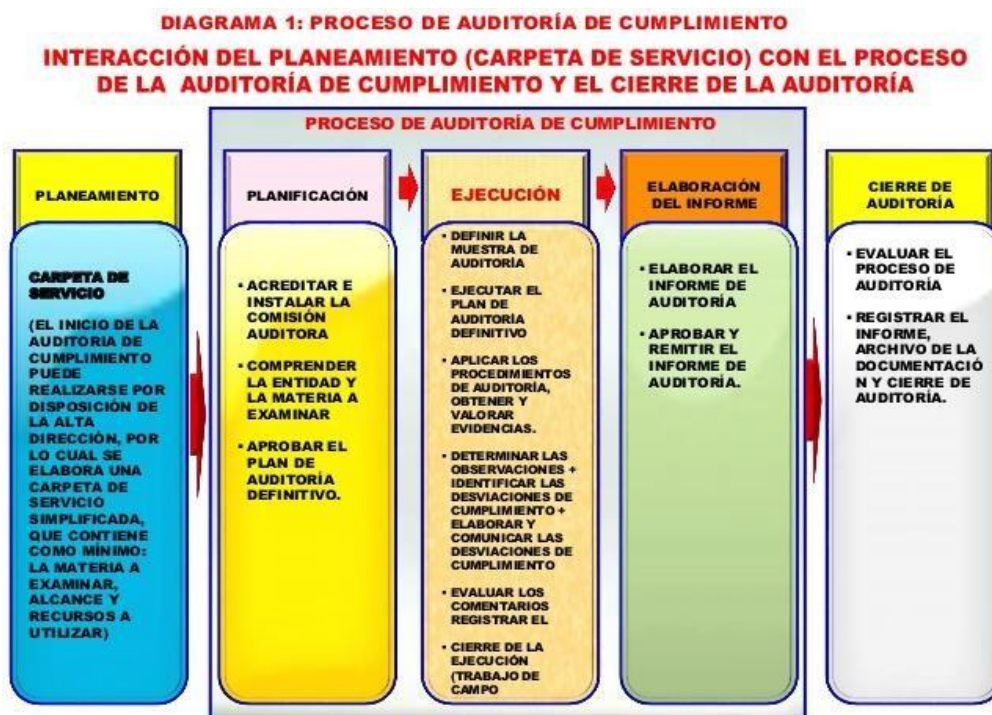 DIAGRAMA 1: PROCESO DE AUDITORÍA DE CUMPLIMIENTO
INTERACCIÓN DEL PLANEAMIENTO (CARPETA DE SERVICIO) CON EL PROCESO
DE LA AUDITORÍA DE CUMPLIMIENTO Y EL CIERRE DE LA AUDITORÍA
PROCESO DE AUDITORÍA DE CUMPLIMIENTO
PLANEAMIENTO
CARPETA DE
SERVICIO
(EL INICIO DE LA
AUDITORIA DE
CUMPLIMIENTO
PUEDE
REALIZARSE POR
DISPOSICIÓN DE
LA ALTA
DIRECCIÓN, POR
LO CUAL SE
ELABORA UNA
CARPETA DE
SERVICIO
SIMPLIFICADA,
QUE CONTIENE
COMO MÍNIMO:
LA MATERIA A
EXAMINAR,
ALCANCE Y
RECURSOS A
UTILIZAR)
PLANIFICACIÓN
• ACREDITAR E
INSTALAR LA
COMISIÓN
AUDITORA
• COMPRENDER
LA ENTIDAD Y
LA MATERIA A
EXAMINAR
• APROBAR EL
PLAN DE
AUDITORÍA
DEFINITIVO.
EJECUCIÓN
• DEFINIR LA
MUESTRA DE
AUDITORÍA
• EJECUTAR EL
PLAN DE
AUDITORÍA
DEFINITIVO
• APLICAR LOS
PROCEDIMIENTOS
DE AUDITORÍA,
OBTENER Y
VALORAR
EVIDENCIAS.
• DETERMINAR LAS
OBSERVACIONES +
IDENTIFICAR LAS
DESVIACIONES DE
CUMPLIMIENTO +
ELABORAR Y
COMUNICAR LAS
DESVIACIONES DE
CUMPLIMIENTO
• EVALUAR LOS
COMENTARIOS
REGISTRAR EL
• CIERRE DE LA
EJECUCIÓN
(TRABAJO DE
CAMPO
ELABORACIÓN
DEL INFORME
• ELABORAR EL
INFORME DE
AUDITORÍA
• APROBAR Y
REMITIR EL
INFORME DE
AUDITORÍA.
CIERRE DE
AUDITORÍA
• EVALUAR EL
PROCESO DE
AUDITORÍA
• REGISTRAR EL
INFORME,
ARCHIVO DE LA
DOCUMENTACIÓ
N Y CIERRE DE
AUDITORÍA.